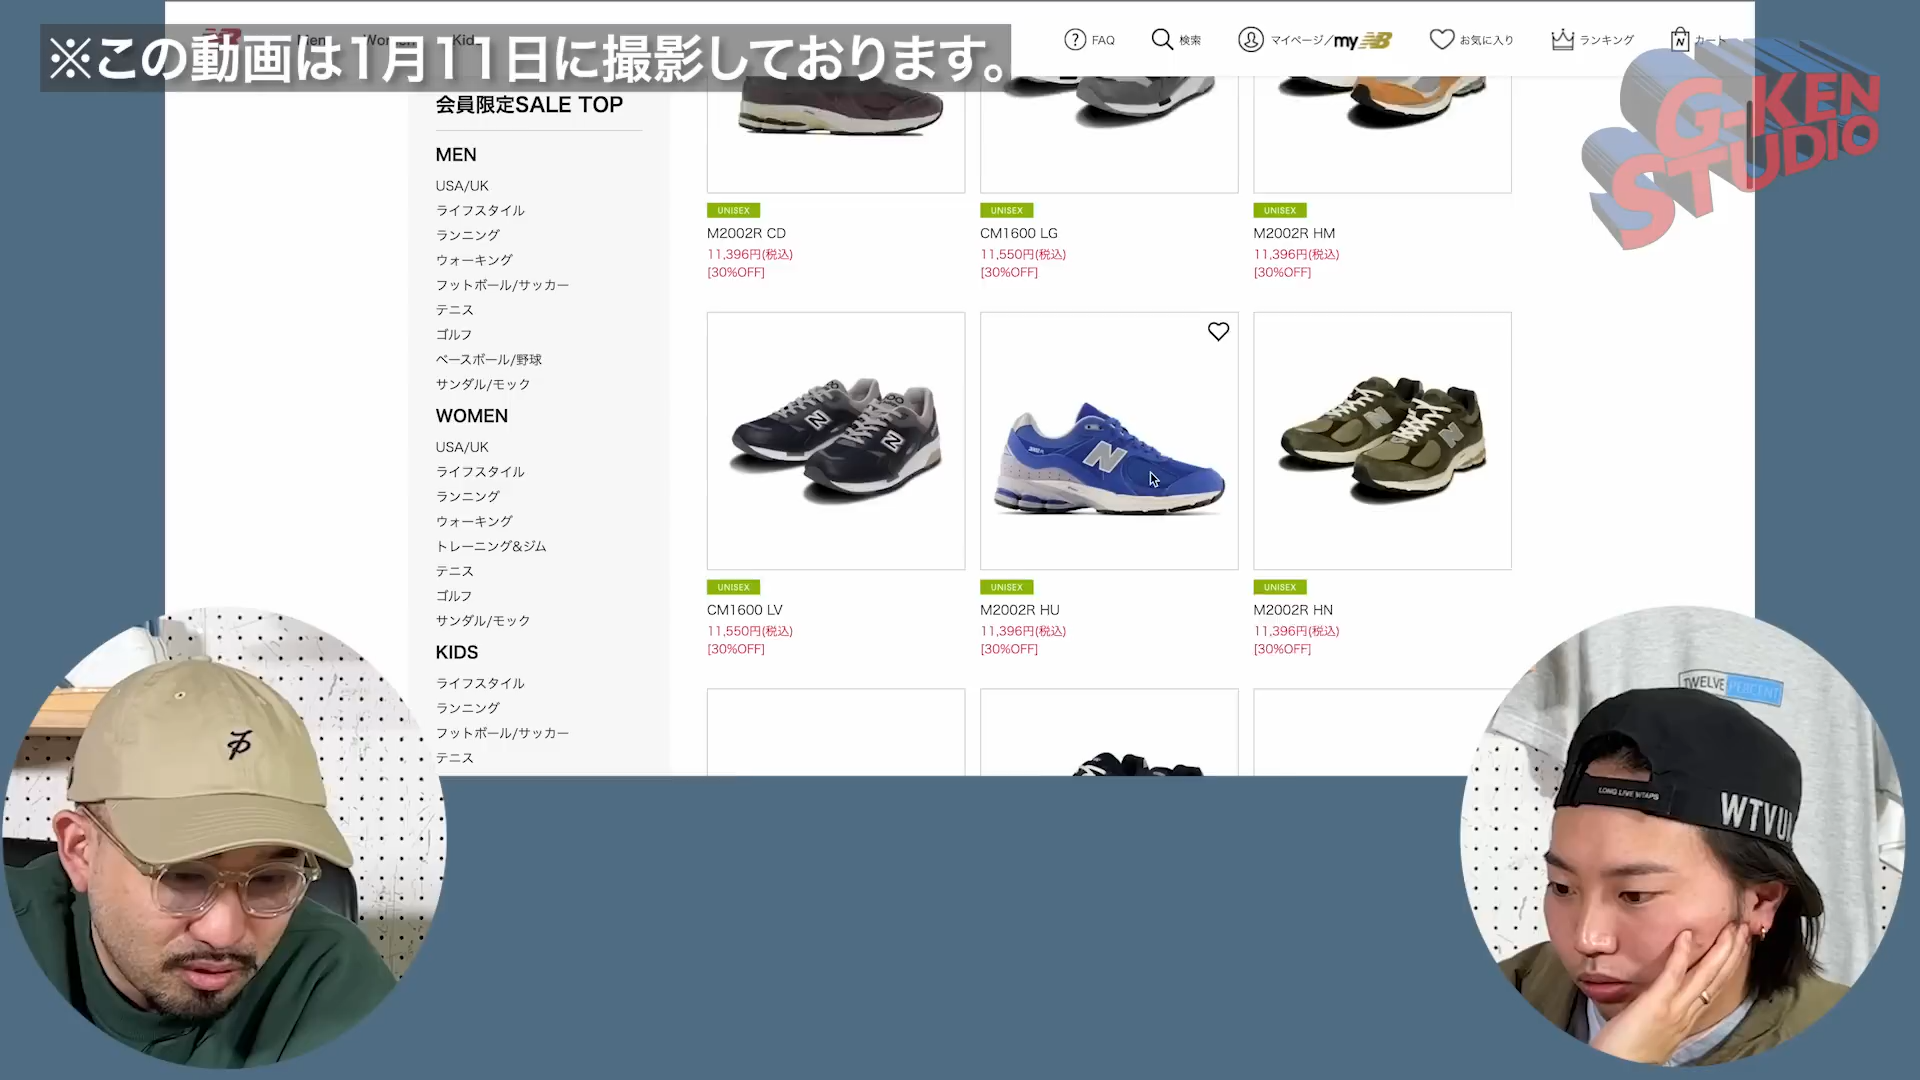 ※この動画は1月11日に撮影しております。
Men
Women
Kids
FAQ
検索
マイページ/my NB
お気に入り
ランキング
カート
G-KEN
STUDIO
会員限定SALE TOP
MEN
USA/UK
ライフスタイル
ランニング
ウォーキング
フットボール/サッカー
テニス
ゴルフ
ベースボール/野球
サンダル/モック
WOMEN
USA/UK
ライフスタイル
ランニング
ウォーキング
トレーニング&ジム
テニス
ゴルフ
サンダル/モック
KIDS
ライフスタイル
ランニング
フットボール/サッカー
テニス
UNISEX
M2002R CD
11,396円(税込)
[30%OFF]
UNISEX
CM1600 LG
11,550円(税込)
[30%OFF]
UNISEX
M2002R HM
11,396円(税込)
[30%OFF]
UNISEX
CM1600 LV
11,550円(税込)
[30%OFF]
UNISEX
M2002R HU
11,396円(税込)
[30%OFF]
UNISEX
M2002R HN
11,396円(税込)
[30%OFF]
TWELVE PERCENT
LONG LIVE WTAPS
WTVUA